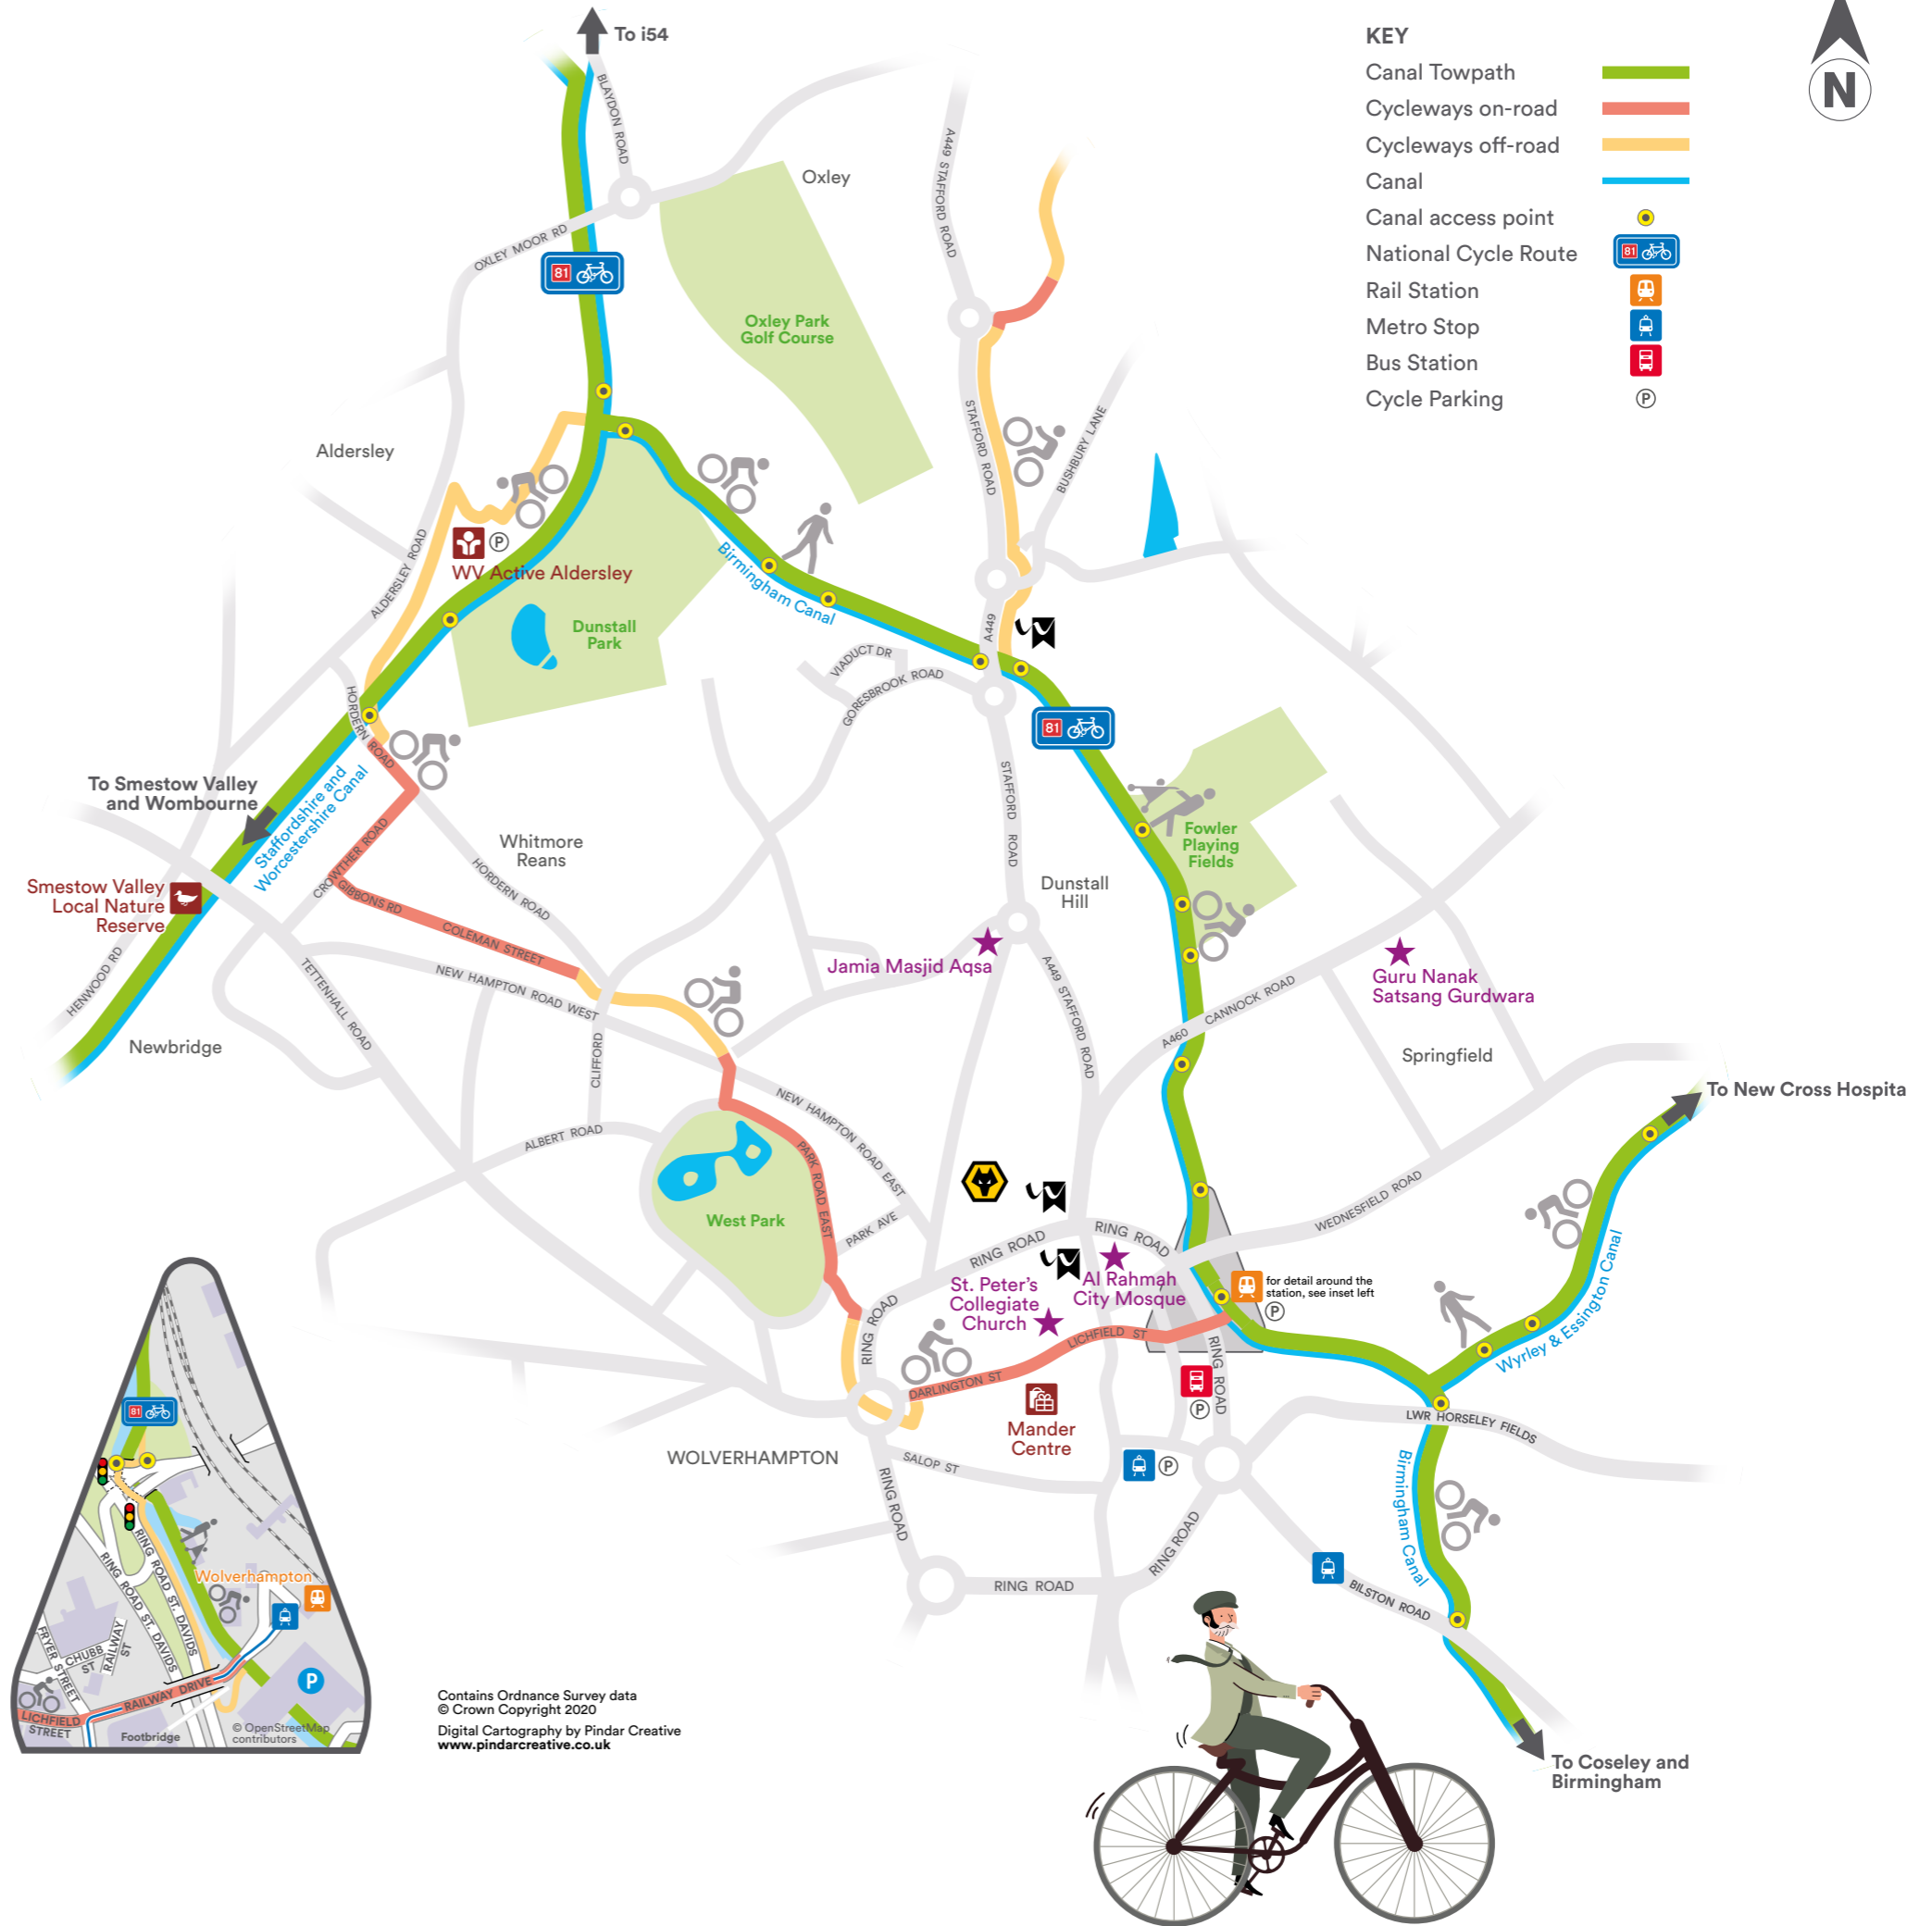 To i54
BLAYDON ROAD
OXLEY MOOR RD
81
Oxley
A449 STAFFORD ROAD
Oxley Park
Golf Course
KEY
Canal Towpath
Cycleways on-road
Cycleways off-road
Canal
Canal access point
National Cycle Route
81
Rail Station
Metro Stop
Bus Station
Cycle Parking
P
N
STAFFORD ROAD
BUSHBURY LANE
Aldersley
ALDERSLEY ROAD
P
WV Active Aldersley
Birmingham Canal
Dunstall
Park
A449
VIADUCT DR
GORESBROOK ROAD
81
HORDERN ROAD
To Smestow Valley
and Wombourne
Staffordshire and
Worcestershire Canal
CROWTHER ROAD
GIBBONS RD
Whitmore
Reans
HORDERN ROAD
STAFFORD ROAD
Fowler
Playing
Fields
Dunstall
Hill
Smestow Valley
Local Nature
Reserve
COLEMAN STREET
HENWOOD RD
TETTENHALL ROAD
NEW HAMPTON ROAD WEST
Jamia Masjid Aqsa
A449 STAFFORD ROAD
A460 CANNOCK ROAD
Guru Nanak
Satsang Gurdwara
Newbridge
CLIFFORD
Springfield
To New Cross Hospita
NEW HAMPTON ROAD EAST
ALBERT ROAD
PARK ROAD EAST
West Park
PARK AVE
RING ROAD
RING ROAD
WEDNESFIELD ROAD
Wyrley & Essington Canal
St. Peter's
Collegiate
Church
Al Rahmah
City Mosque
for detail around the
station, see inset left
P
RING ROAD
LICHFIELD ST
DARLINGTON ST
RING ROAD
P
Mander
Centre
LWR HORSELEY FIELDS
WOLVERHAMPTON
SALOP ST
P
RING ROAD
Birmingham Canal
RING ROAD
RING ROAD
BILSTON ROAD
To Coseley and
Birmingham
81
RING ROAD ST. DAVIDS
RING ROAD ST. DAVIDS
Wolverhampton
FRYER STREET
CHUBB
ST
RAILWAY
ST
RAILWAY DRIVE
P
LICHFIELD
STREET
Footbridge
© OpenStreetMap
contributors
Contains Ordnance Survey data
© Crown Copyright 2020
Digital Cartography by Pindar Creative
www.pindarcreative.co.uk